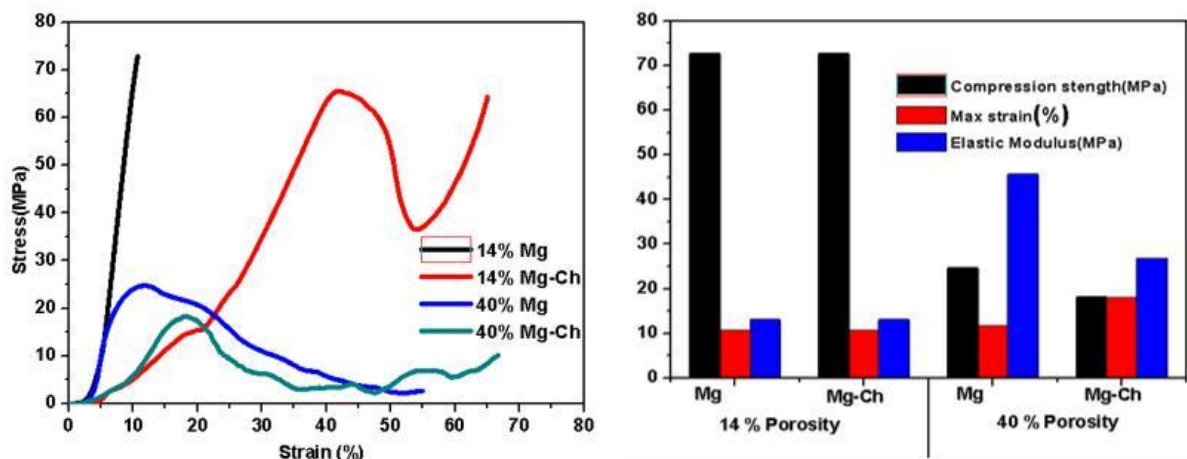 80
70
60
50
40
30
20
10
0
Stress(MPa)
0 10 20 30 40 50 60 70 80
Strain (%)
14% Mg
14% Mg-Ch
40% Mg
40% Mg-Ch
80
70
60
50
40
30
20
10
0
Compression stength(MPa)
Max strain(%)
Elastic Modulus(MPa)
Mg Mg-Ch Mg Mg-Ch
14 % Porosity 40 % Porosity